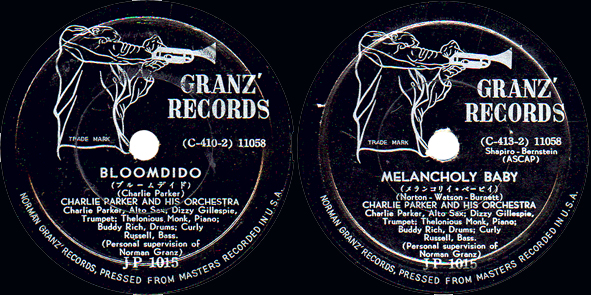 GRANZ'
RECORDS
TRADE MARK
(C-410-2) 11058
BLOOMDIDO
(ブルームデイド)
(Charlie Parker)
CHARLIE PARKER AND HIS ORCHESTRA
Charlie Parker, Alto Sax; Dizzy Gillespie,
Trumpet; Thelonious Monk, Piano;
Buddy Rich, Drums; Curly
Russell, Bass.
(Personal supervision of
Norman Granz)
JP-1015
NORMAN GRANZ' RECORDS, PRESSED FROM MASTERS RECORDED IN U.S.A.
GRANZ'
RECORDS
TRADE MARK
(C-413-2) 11058
Shapiro-Bernstein
(ASCAP)
MELANCHOLY BABY
(メランコリイ・ベービイ)
(Norton-Watson-Burnett)
CHARLIE PARKER AND HIS ORCHESTRA
Charlie Parker, Alto Sax; Dizzy Gillespie,
Trumpet; Thelonious Monk, Piano;
Buddy Rich, Drums; Curly
Russell, Bass.
(Personal supervision of
Norman Granz)
JP-1015
NORMAN GRANZ' RECORDS, PRESSED FROM MASTERS RECORDED IN U.S.A.